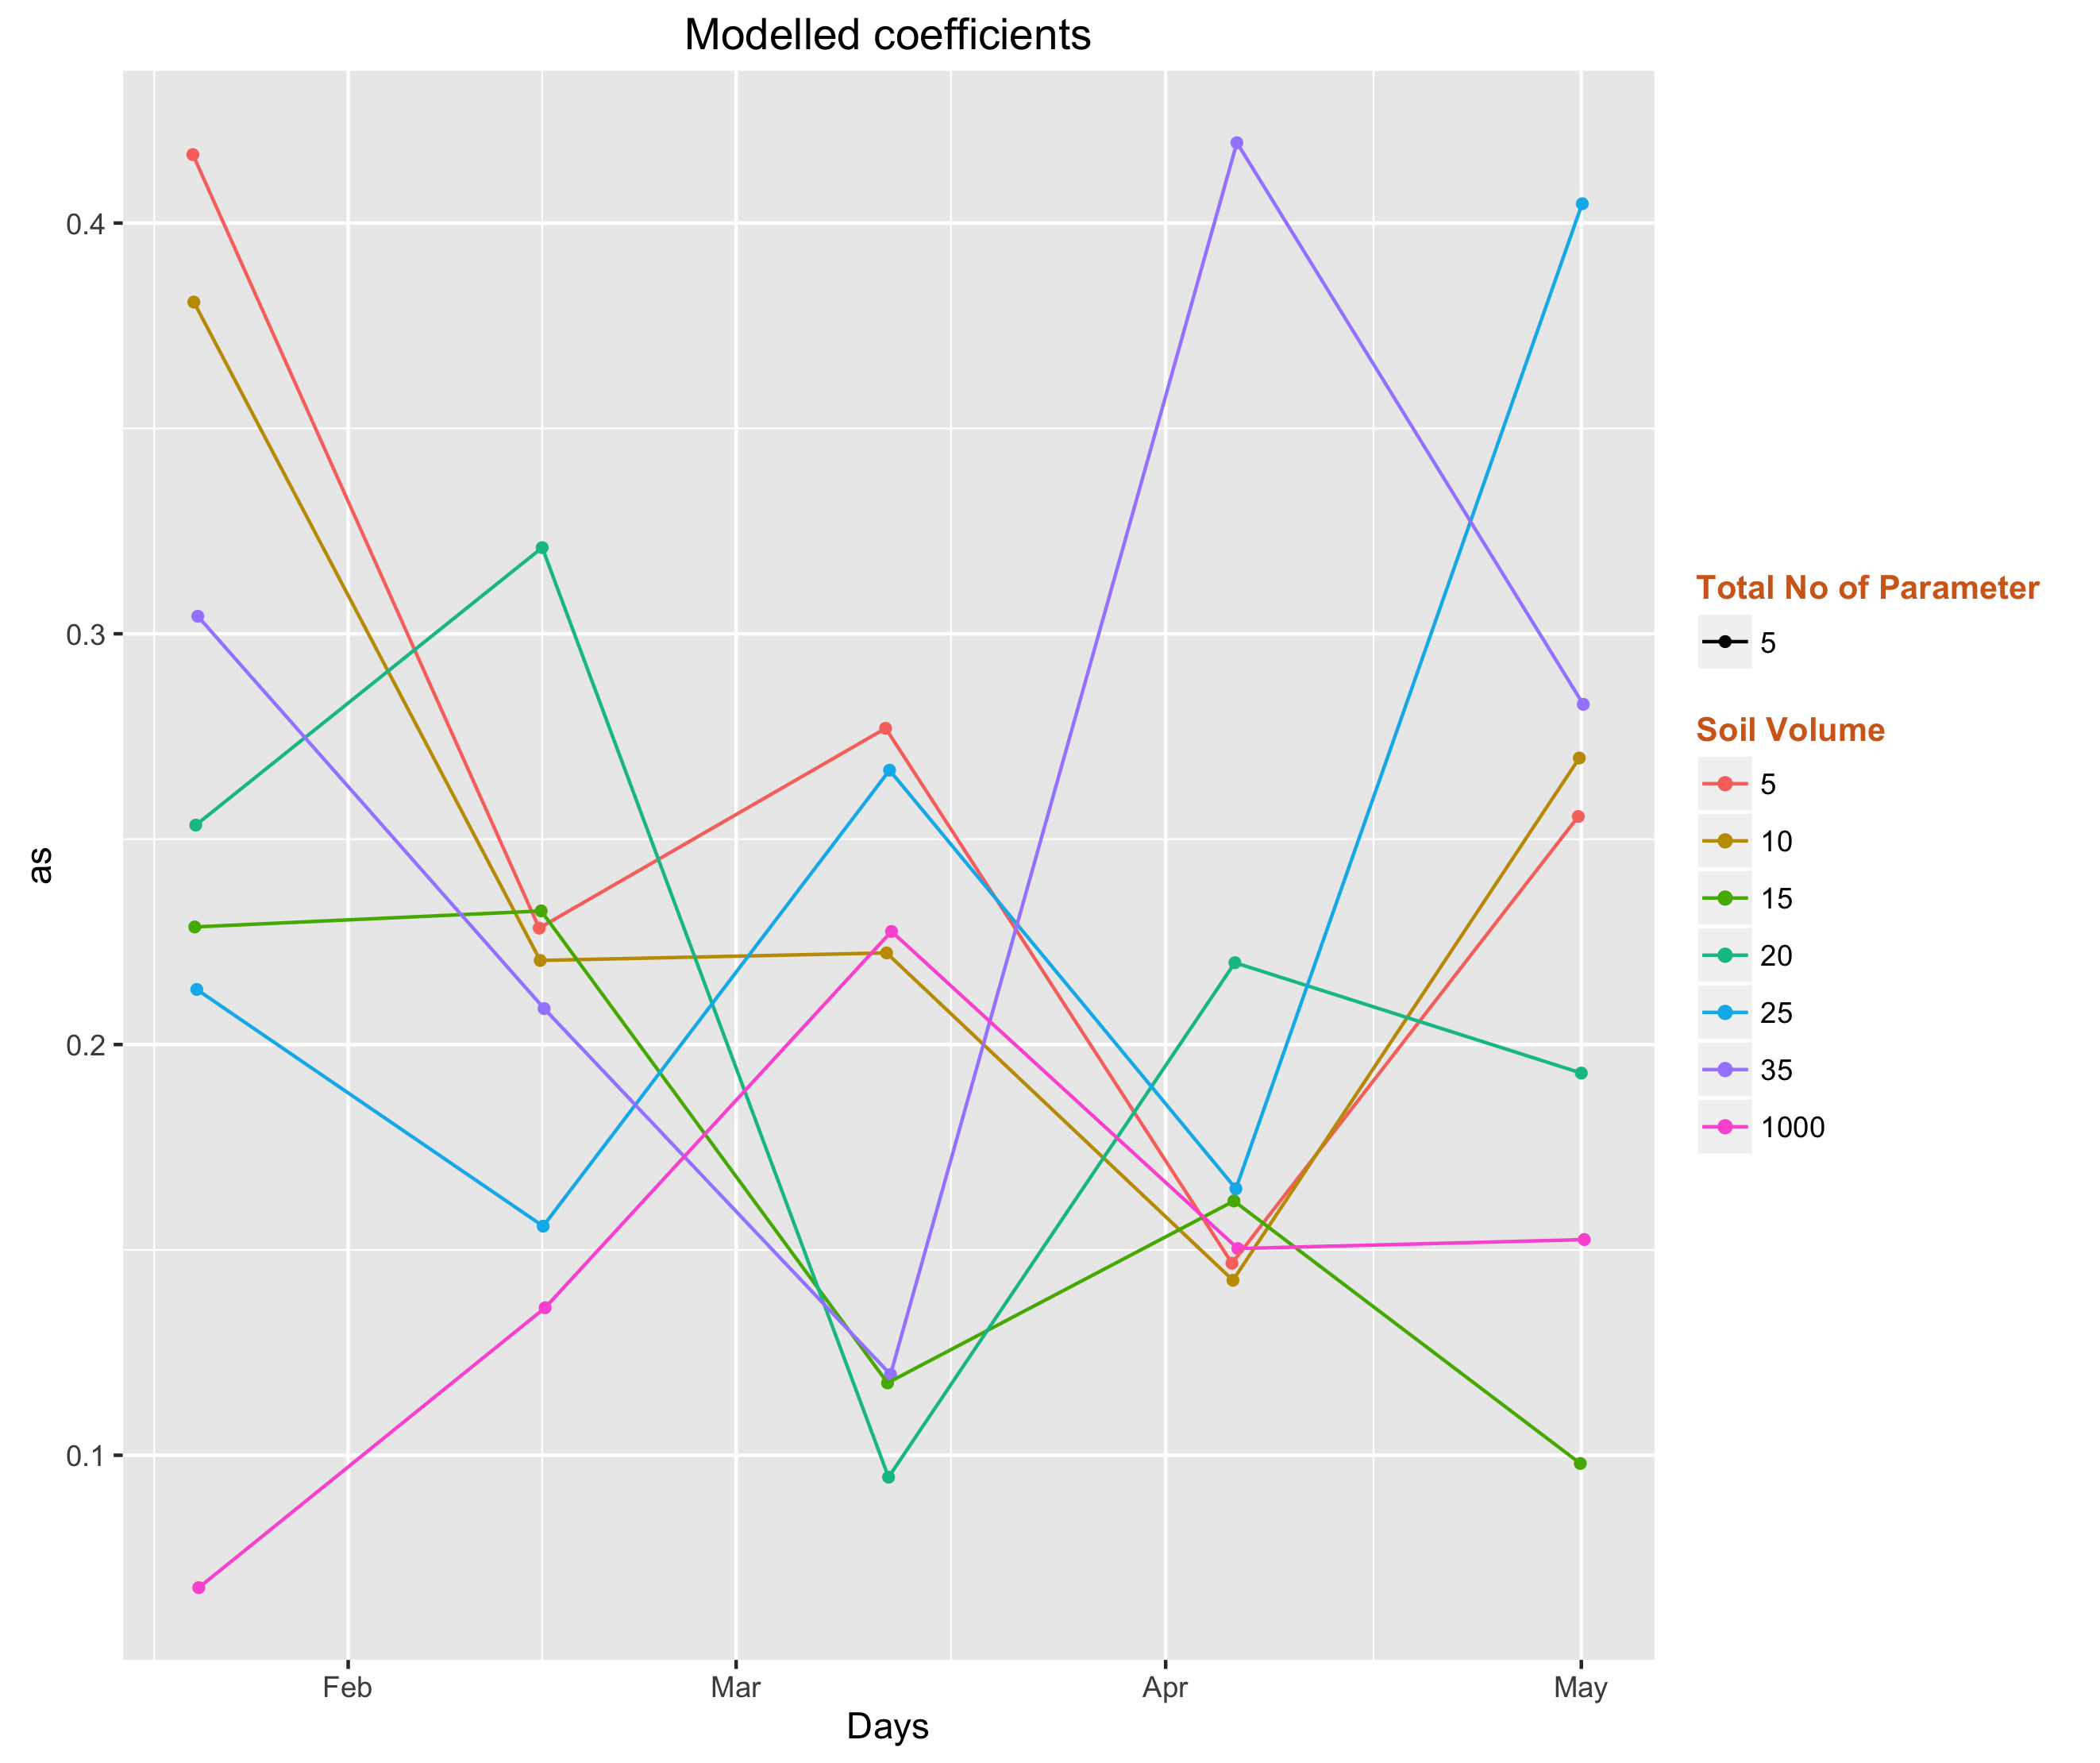 Modelled coefficients
as
0.4
0.3
0.2
0.1
Feb Mar Apr May
Days
Total No of Parameter
5
Soil Volume
5
10
15
20
25
35
1000